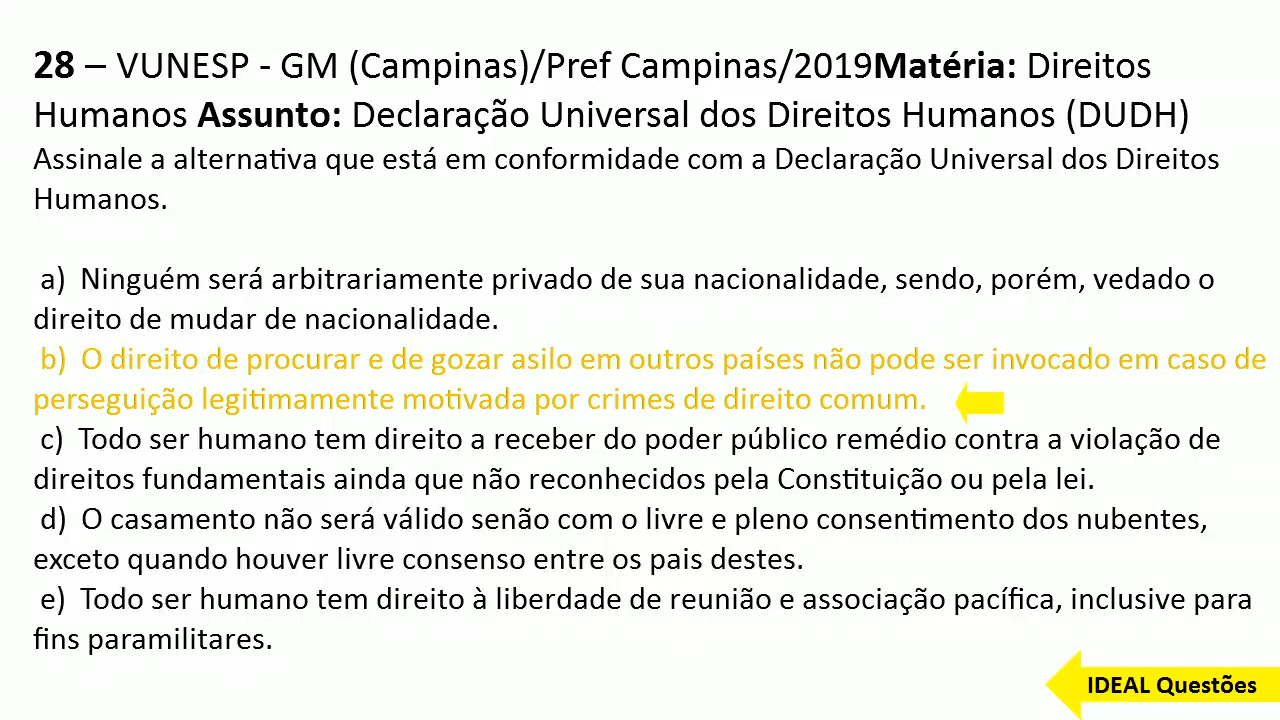 28 – VUNESP - GM (Campinas)/Pref Campinas/2019Matéria: Direitos
Humanos Assunto: Declaração Universal dos Direitos Humanos (DUDH)
Assinale a alternativa que está em conformidade com a Declaração Universal dos Direitos
Humanos.
a) Ninguém será arbitrariamente privado de sua nacionalidade, sendo, porém, vedado o
direito de mudar de nacionalidade.
b) O direito de procurar e de gozar asilo em outros países não pode ser invocado em caso de
perseguição legitimamente motivada por crimes de direito comum.
c) Todo ser humano tem direito a receber do poder público remédio contra a violação de
direitos fundamentais ainda que não reconhecidos pela Constituição ou pela lei.
d) O casamento não será válido senão com o livre e pleno consentimento dos nubentes,
exceto quando houver livre consenso entre os pais destes.
e) Todo ser humano tem direito à liberdade de reunião e associação pacífica, inclusive para
fins paramilitares.
IDEAL Questões